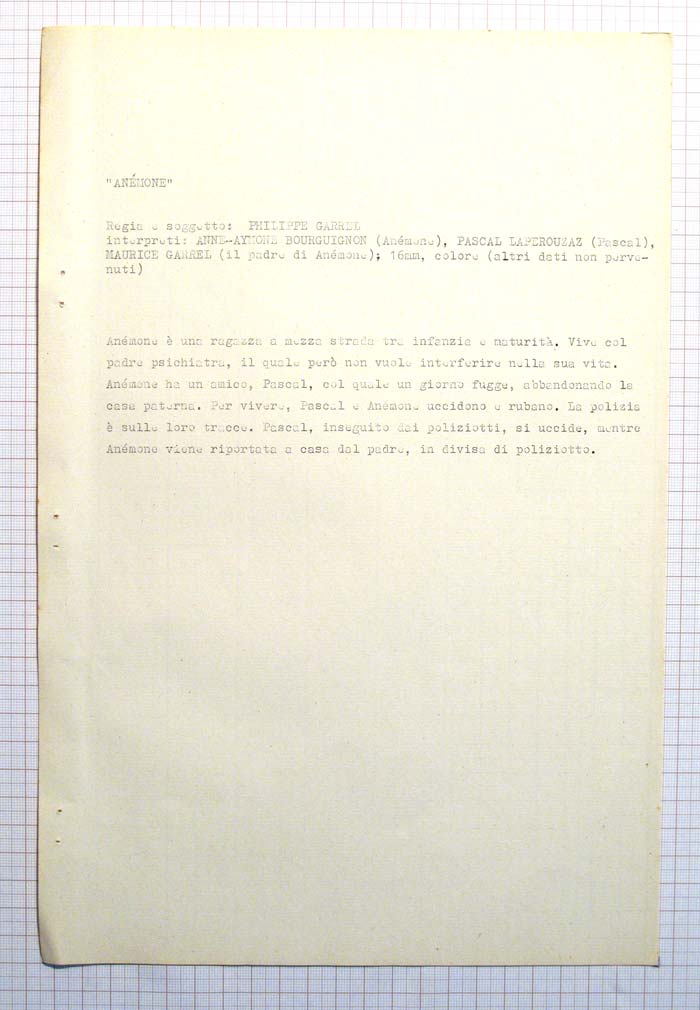 "ANÉMONE"
Regia e soggetto: PHILIPPE GARREL
interpreti: ANNE-AYMONE BOURGUIGNON (Anémone), PASCAL LAPEROUZAZ (Pascal),
MAURICE GARREL (il padre di Anémone); 16mm, colore (altri dati non perve-
nuti)
Anémone è una ragazza a mezza strada tra infanzia e maturità. Vive col
padre psichiatra, il quale però non vuole interferire nella sua vita.
Anémone ha un amico, Pascal, col quale un giorno fugge, abbandonando la
casa paterna. Per vivere, Pascal e Anémone uccidono e rubano. La polizia
è sulle loro tracce. Pascal, inseguito dai poliziotti, si uccide, mentre
Anémone viene riportata a casa dal padre, in divisa di poliziotto.